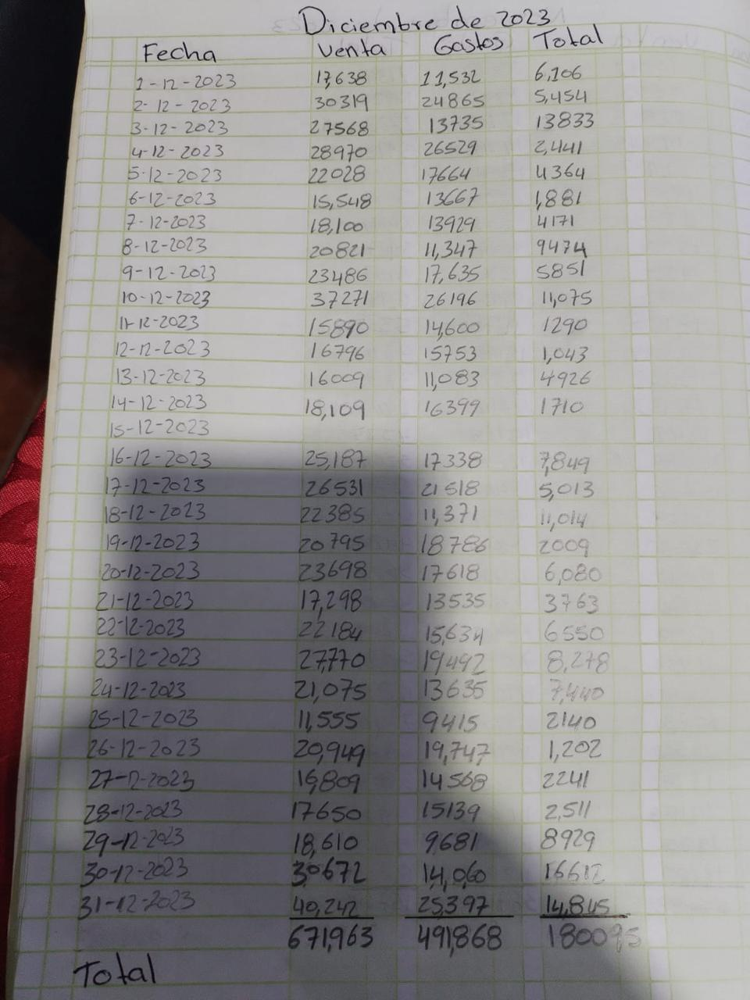 Diciembre de 2023
Fecha Venta Gastos Total
1-12-2023 17,638 11,532 6,106
2-12-2023 30319 24865 5,454
3-12-2023 27568 13735 13833
4-12-2023 28970 26529 2,441
5-12-2023 22028 17664 4364
6-12-2023 15,548 13667 1,881
7-12-2023 18,100 13929 4171
8-12-2023 20821 11,347 9474
9-12-2023 23486 17,635 5851
10-12-2023 37271 26196 11,075
11-12-2023 15890 14,600 1290
12-12-2023 16796 15753 1,043
13-12-2023 16009 11,083 4926
14-12-2023 18,109 16399 1710
15-12-2023
16-12-2023 25,187 17338 7,849
17-12-2023 26531 21518 5,013
18-12-2023 22385 11,371 11,014
19-12-2023 20795 18786 2009
20-12-2023 23698 17618 6,080
21-12-2023 17,298 13535 3763
22-12-2023 22184 15,634 6550
23-12-2023 27,770 19492 8,278
24-12-2023 21,075 13635 7,440
25-12-2023 11,555 9415 2140
26-12-2023 20,949 19,747 1,202
27-12-2023 16,809 14568 2241
28-12-2023 17650 15139 2,511
29-12-2023 18,610 9681 8929
30-12-2023 30672 14,060 16612
31-12-2023 40,242 25397 14,845
671,963 491,868 180095
Total